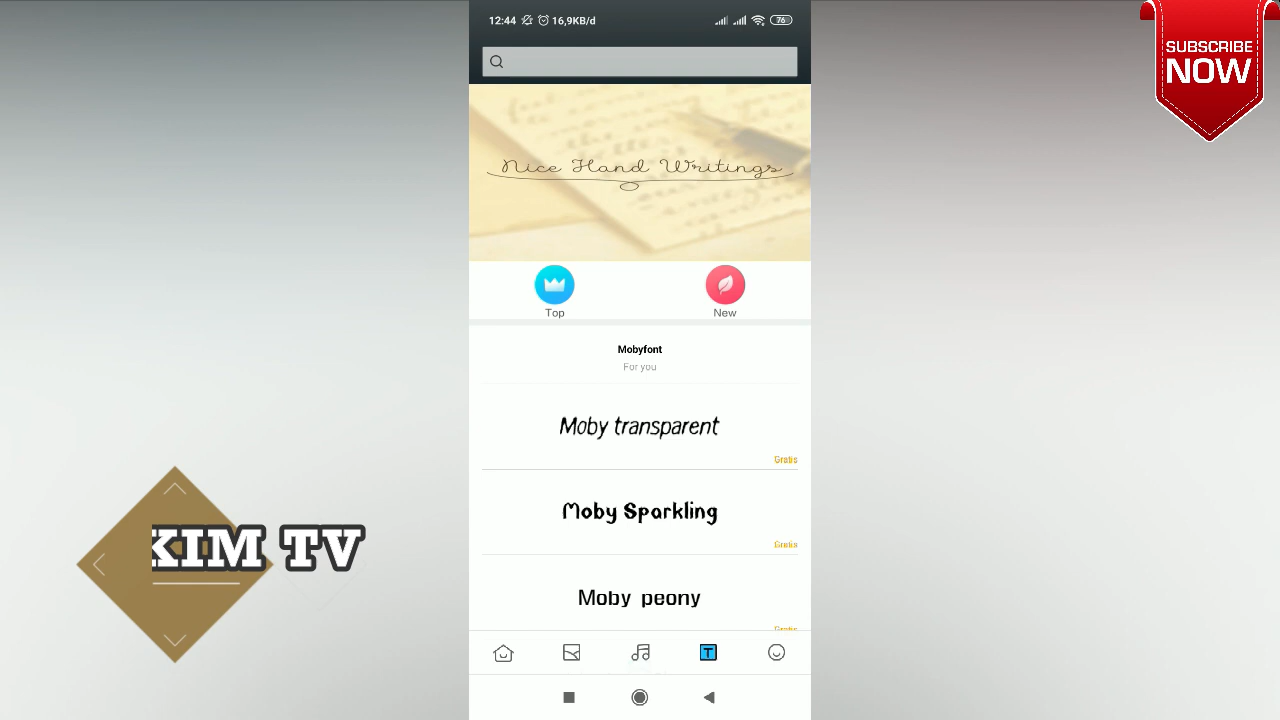 12:44 16,9KB/d 76
SUBSCRIBE
NOW
Nice Hand Writings
Top New
Mobyfont
For you
Moby transparent
Gratis
Moby Sparkling
Gratis
KIM TV
Moby peony
Gratis
T